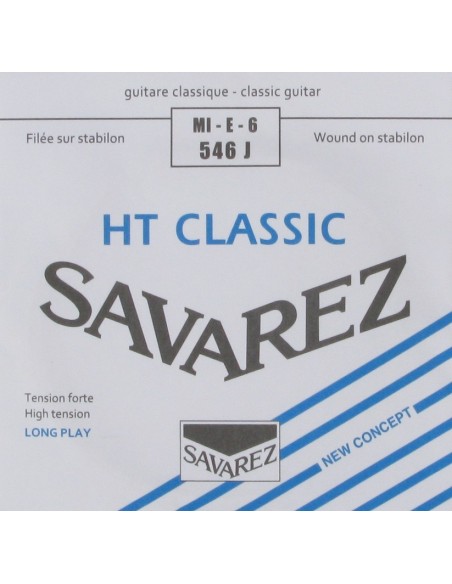 guitare classique - classic guitar
MI - E - 6
546 J
Filée sur stabilon
Wound on stabilon
HT CLASSIC
SAVAREZ
Tension forte
High tension
LONG PLAY
NEW CONCEPT
SAVAREZ